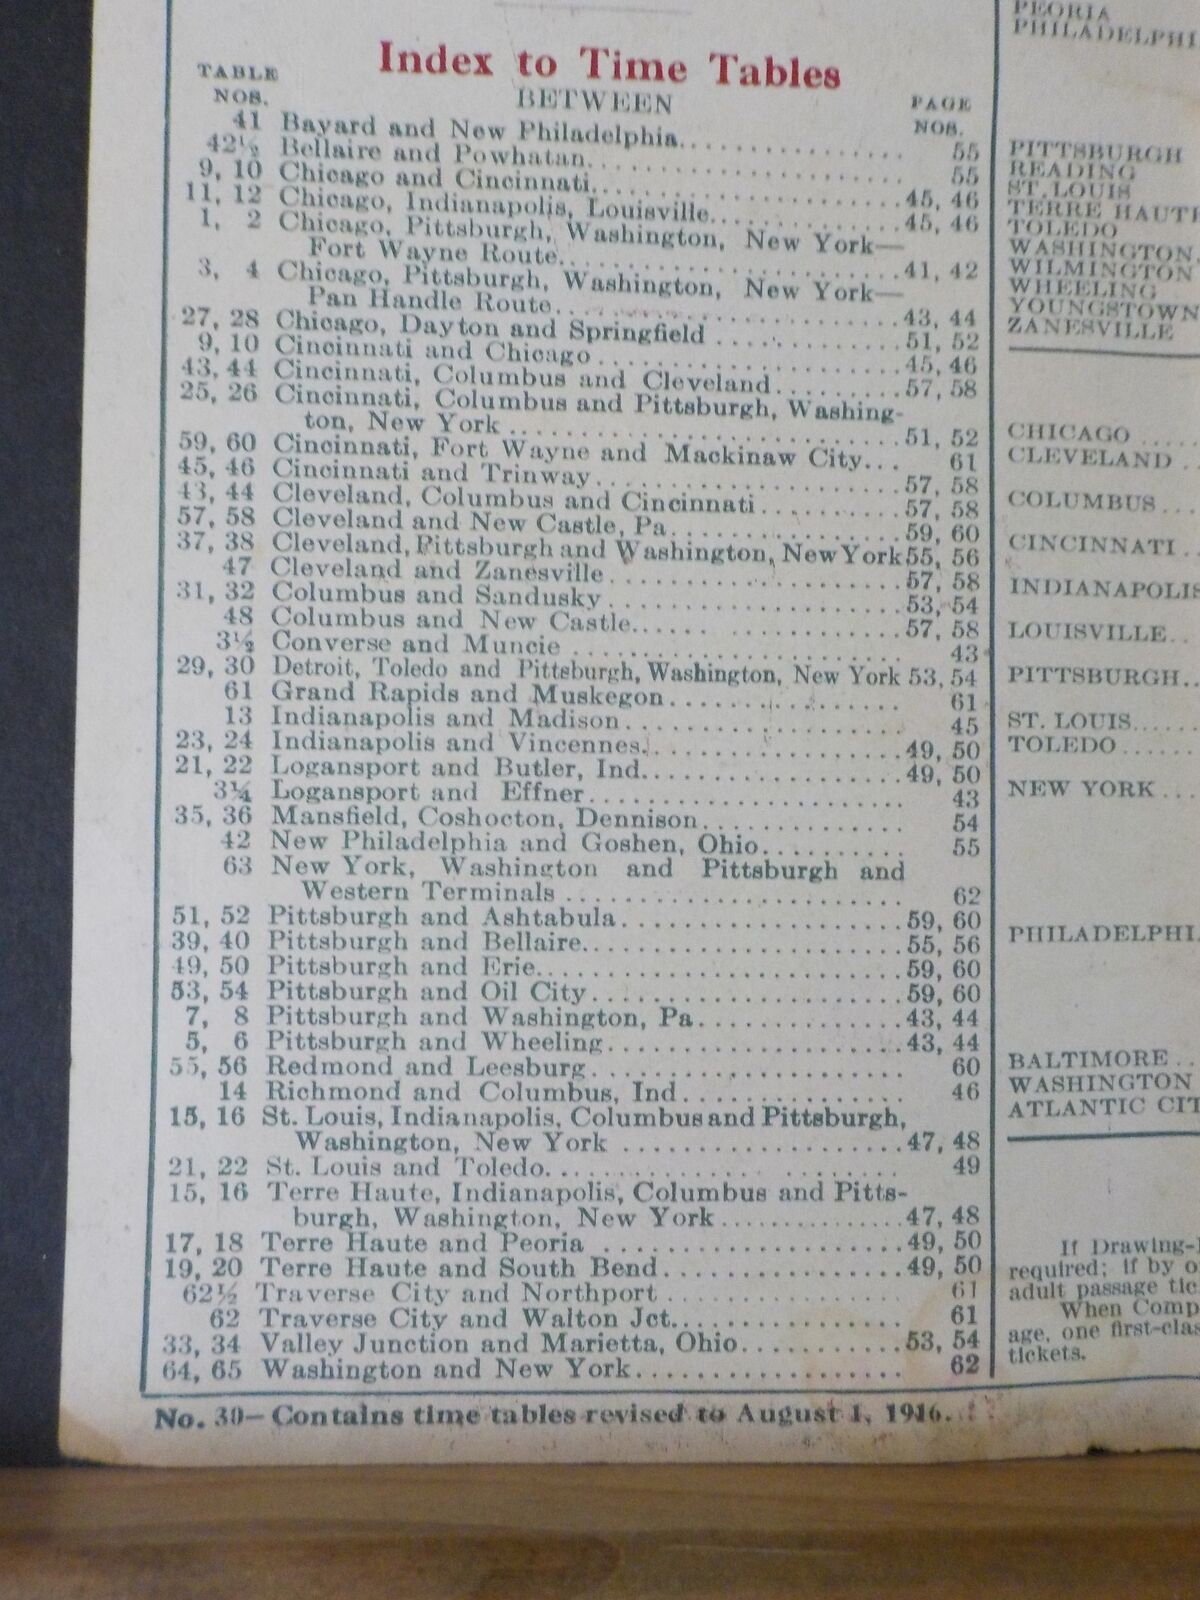 Index to Time Tables
TABLE NOS. BETWEEN PAGE NOS.
41 Bayard and New Philadelphia................ 55
42½ Bellaire and Powhatan................ 55
9, 10 Chicago and Cincinnati................45, 46
11, 12 Chicago, Indianapolis, Louisville................45, 46
1, 2 Chicago, Pittsburgh, Washington, New York—
Fort Wayne Route................41, 42
3, 4 Chicago, Pittsburgh, Washington, New York—
Pan Handle Route................43, 44
27, 28 Chicago, Dayton and Springfield ................51, 52
9, 10 Cincinnati and Chicago ................45, 46
43, 44 Cincinnati, Columbus and Cleveland..........57, 58
25, 26 Cincinnati, Columbus and Pittsburgh, Washing-
ton, New York ................51, 52
59, 60 Cincinnati, Fort Wayne and Mackinaw City... 61
45, 46 Cincinnati and Trinway................57, 58
43, 44 Cleveland, Columbus and Cincinnati ..........57, 58
57, 58 Cleveland and New Castle, Pa................59, 60
37, 38 Cleveland, Pittsburgh and Washington, New York 55, 56
47 Cleveland and Zanesville................57, 58
31, 32 Columbus and Sandusky................53, 54
48 Columbus and New Castle................57, 58
3½ Converse and Muncie ................ 43
29, 30 Detroit, Toledo and Pittsburgh, Washington, New York 53, 54
61 Grand Rapids and Muskegon................ 61
13 Indianapolis and Madison................ 45
23, 24 Indianapolis and Vincennes................49, 50
21, 22 Logansport and Butler, Ind................49, 50
3¼ Logansport and Effner................ 43
35, 36 Mansfield, Coshocton, Dennison............. 54
42 New Philadelphia and Goshen, Ohio.......... 55
63 New York, Washington and Pittsburgh and
Western Terminals ................ 62
51, 52 Pittsburgh and Ashtabula................59, 60
39, 40 Pittsburgh and Bellaire................55, 56
49, 50 Pittsburgh and Erie................59, 60
53, 54 Pittsburgh and Oil City................59, 60
7, 8 Pittsburgh and Washington, Pa.............43, 44
5, 6 Pittsburgh and Wheeling................43, 44
55, 56 Redmond and Leesburg................ 60
14 Richmond and Columbus, Ind............... 46
15, 16 St. Louis, Indianapolis, Columbus and Pittsburgh,
Washington, New York ................47, 48
21, 22 St. Louis and Toledo................ 49
15, 16 Terre Haute, Indianapolis, Columbus and Pitts-
burgh, Washington, New York .............47, 48
17, 18 Terre Haute and Peoria ................49, 50
19, 20 Terre Haute and South Bend...............49, 50
62½ Traverse City and Northport .............. 61
62 Traverse City and Walton Jct............... 61
33, 34 Valley Junction and Marietta, Ohio..........53, 54
64, 65 Washington and New York................ 62
No. 30—Contains time tables revised to August 1, 1916.
PEORIA
PHILADELPHI
PITTSBURGH
READING
ST. LOUIS
TERRE HAUTE
TOLEDO
WASHINGTON
WILMINGTON
WHEELING
YOUNGSTOWN
ZANESVILLE
CHICAGO .....
CLEVELAND ..
COLUMBUS ...
CINCINNATI ..
INDIANAPOLIS
LOUISVILLE..
PITTSBURGH..
ST. LOUIS......
TOLEDO ......
NEW YORK ...
PHILADELPHI
BALTIMORE ..
WASHINGTON
ATLANTIC CIT
If Drawing-
required; if by o
adult passage tic
When Comp
age, one first-clas
tickets.